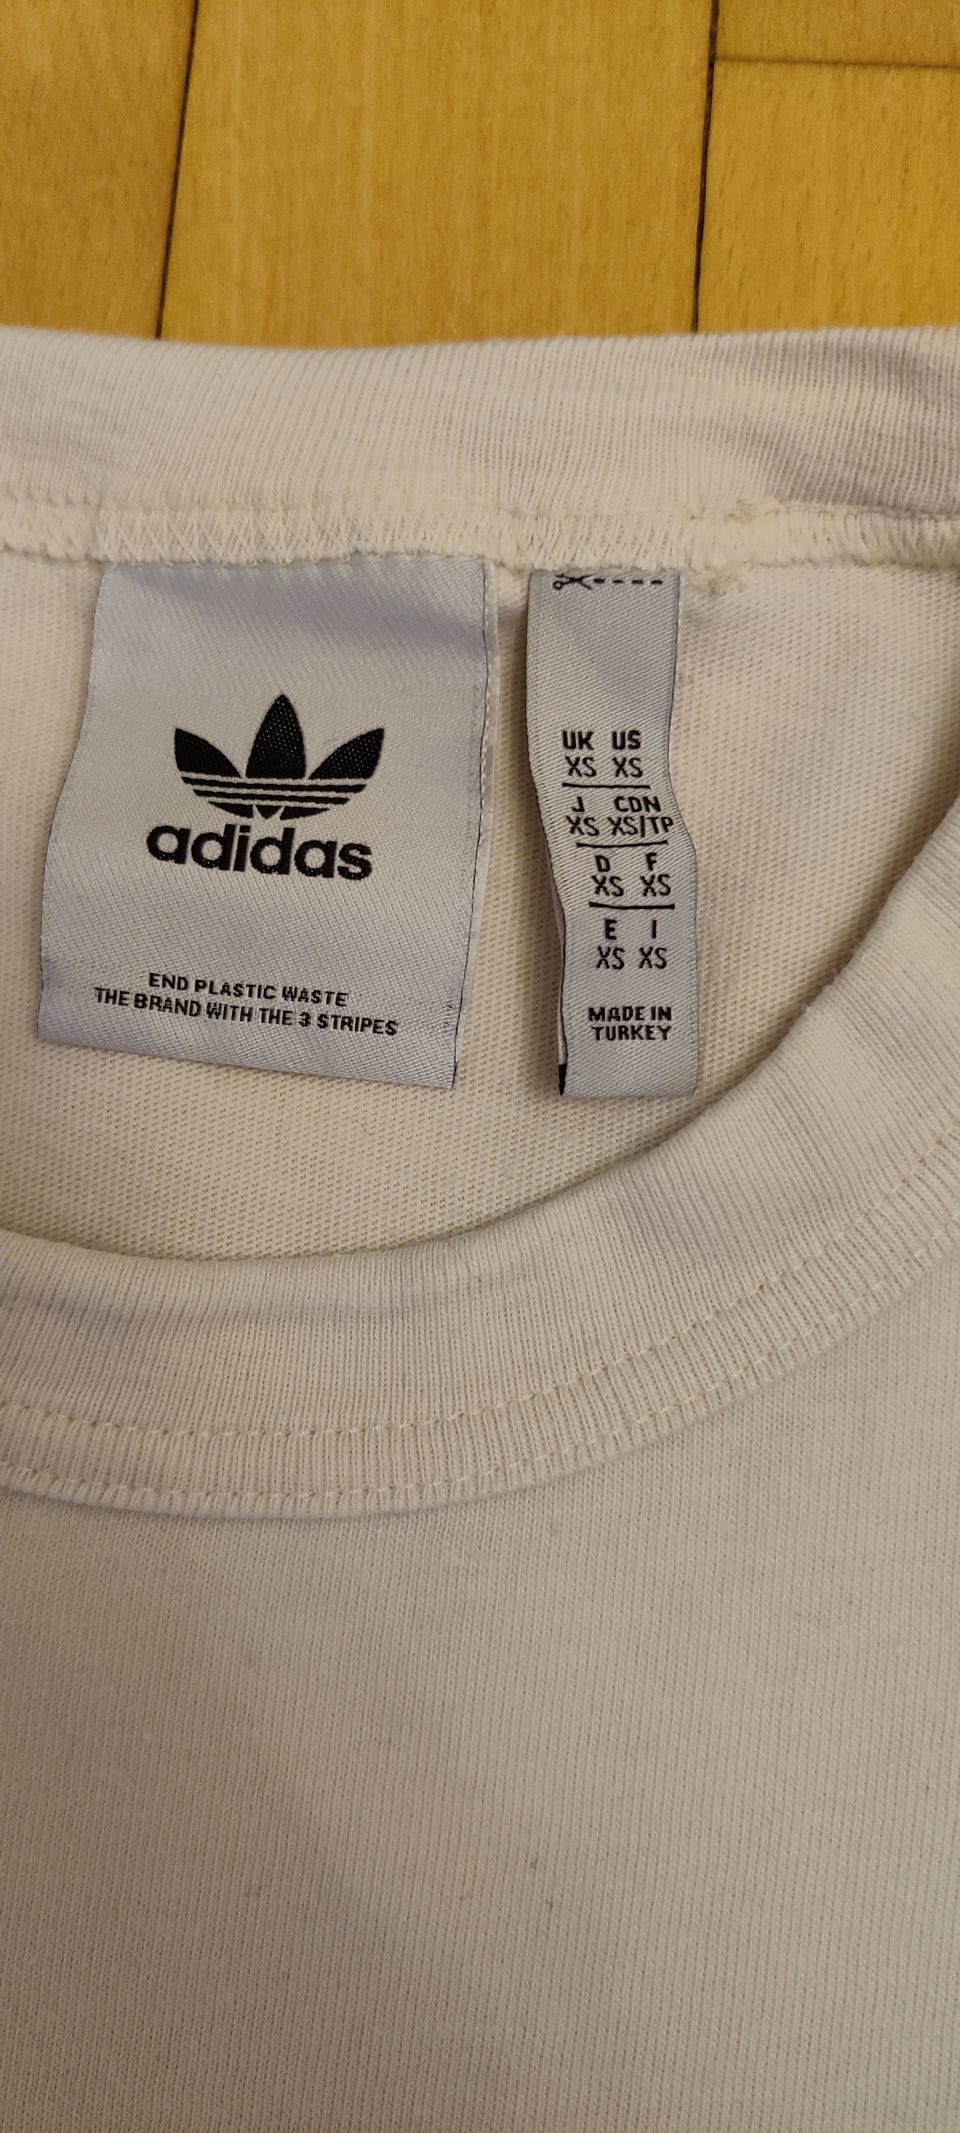 adidas
END PLASTIC WASTE
THE BRAND WITH THE 3 STRIPES
UK US
XS XS
J CDN
XS XS/TP
D F
XS XS
E I
XS XS
MADE IN
TURKEY